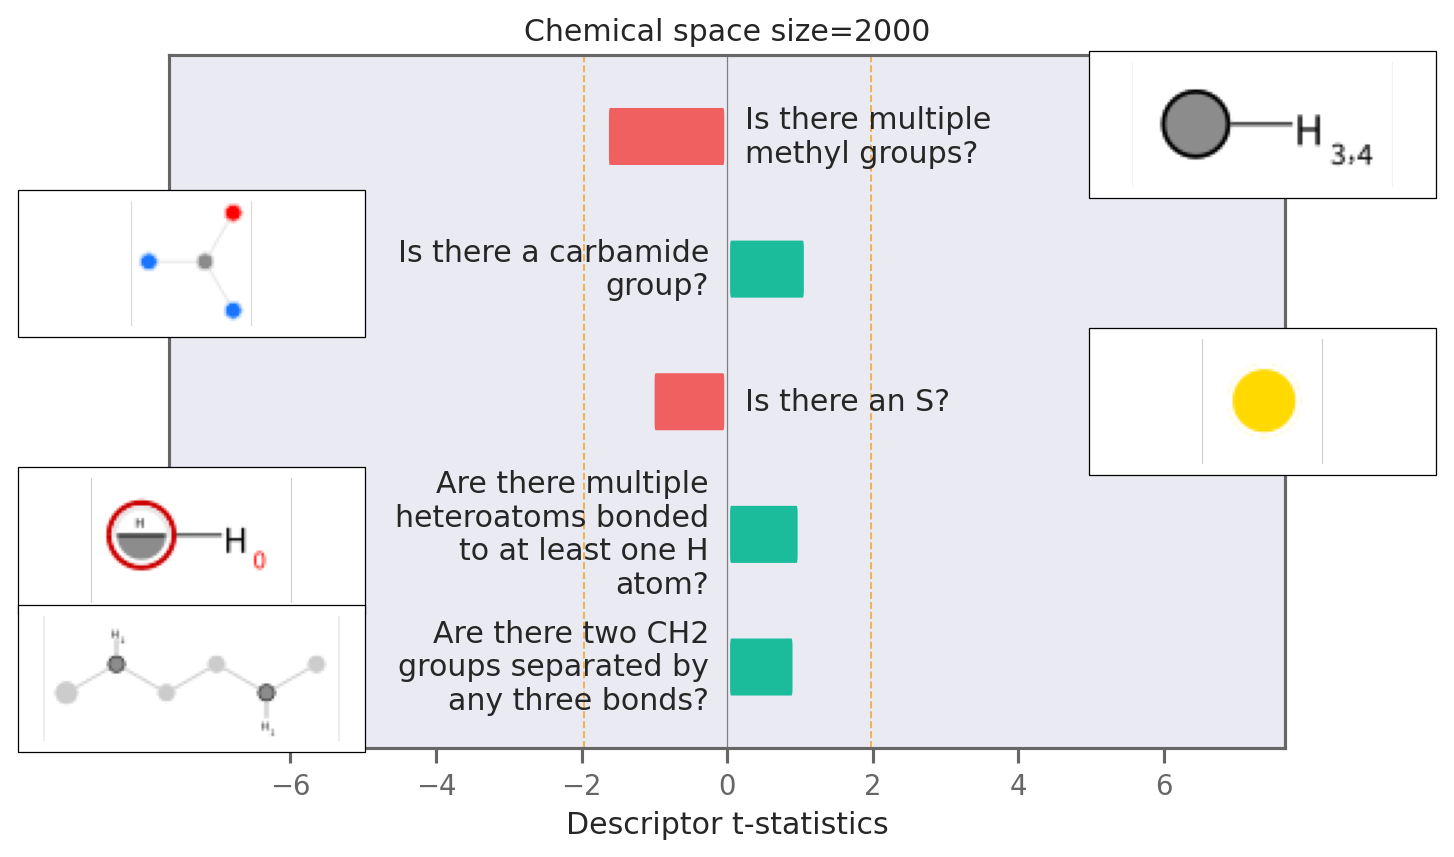 Chemical space size=2000
Is there multiple
methyl groups?
H 3,4
Is there a carbamide
group?
Is there an S?
Are there multiple
heteroatoms bonded
to at least one H
atom?
H
H 0
Are there two CH2
groups separated by
any three bonds?
H
H
−6 −4 −2 0 2 4 6
Descriptor t-statistics